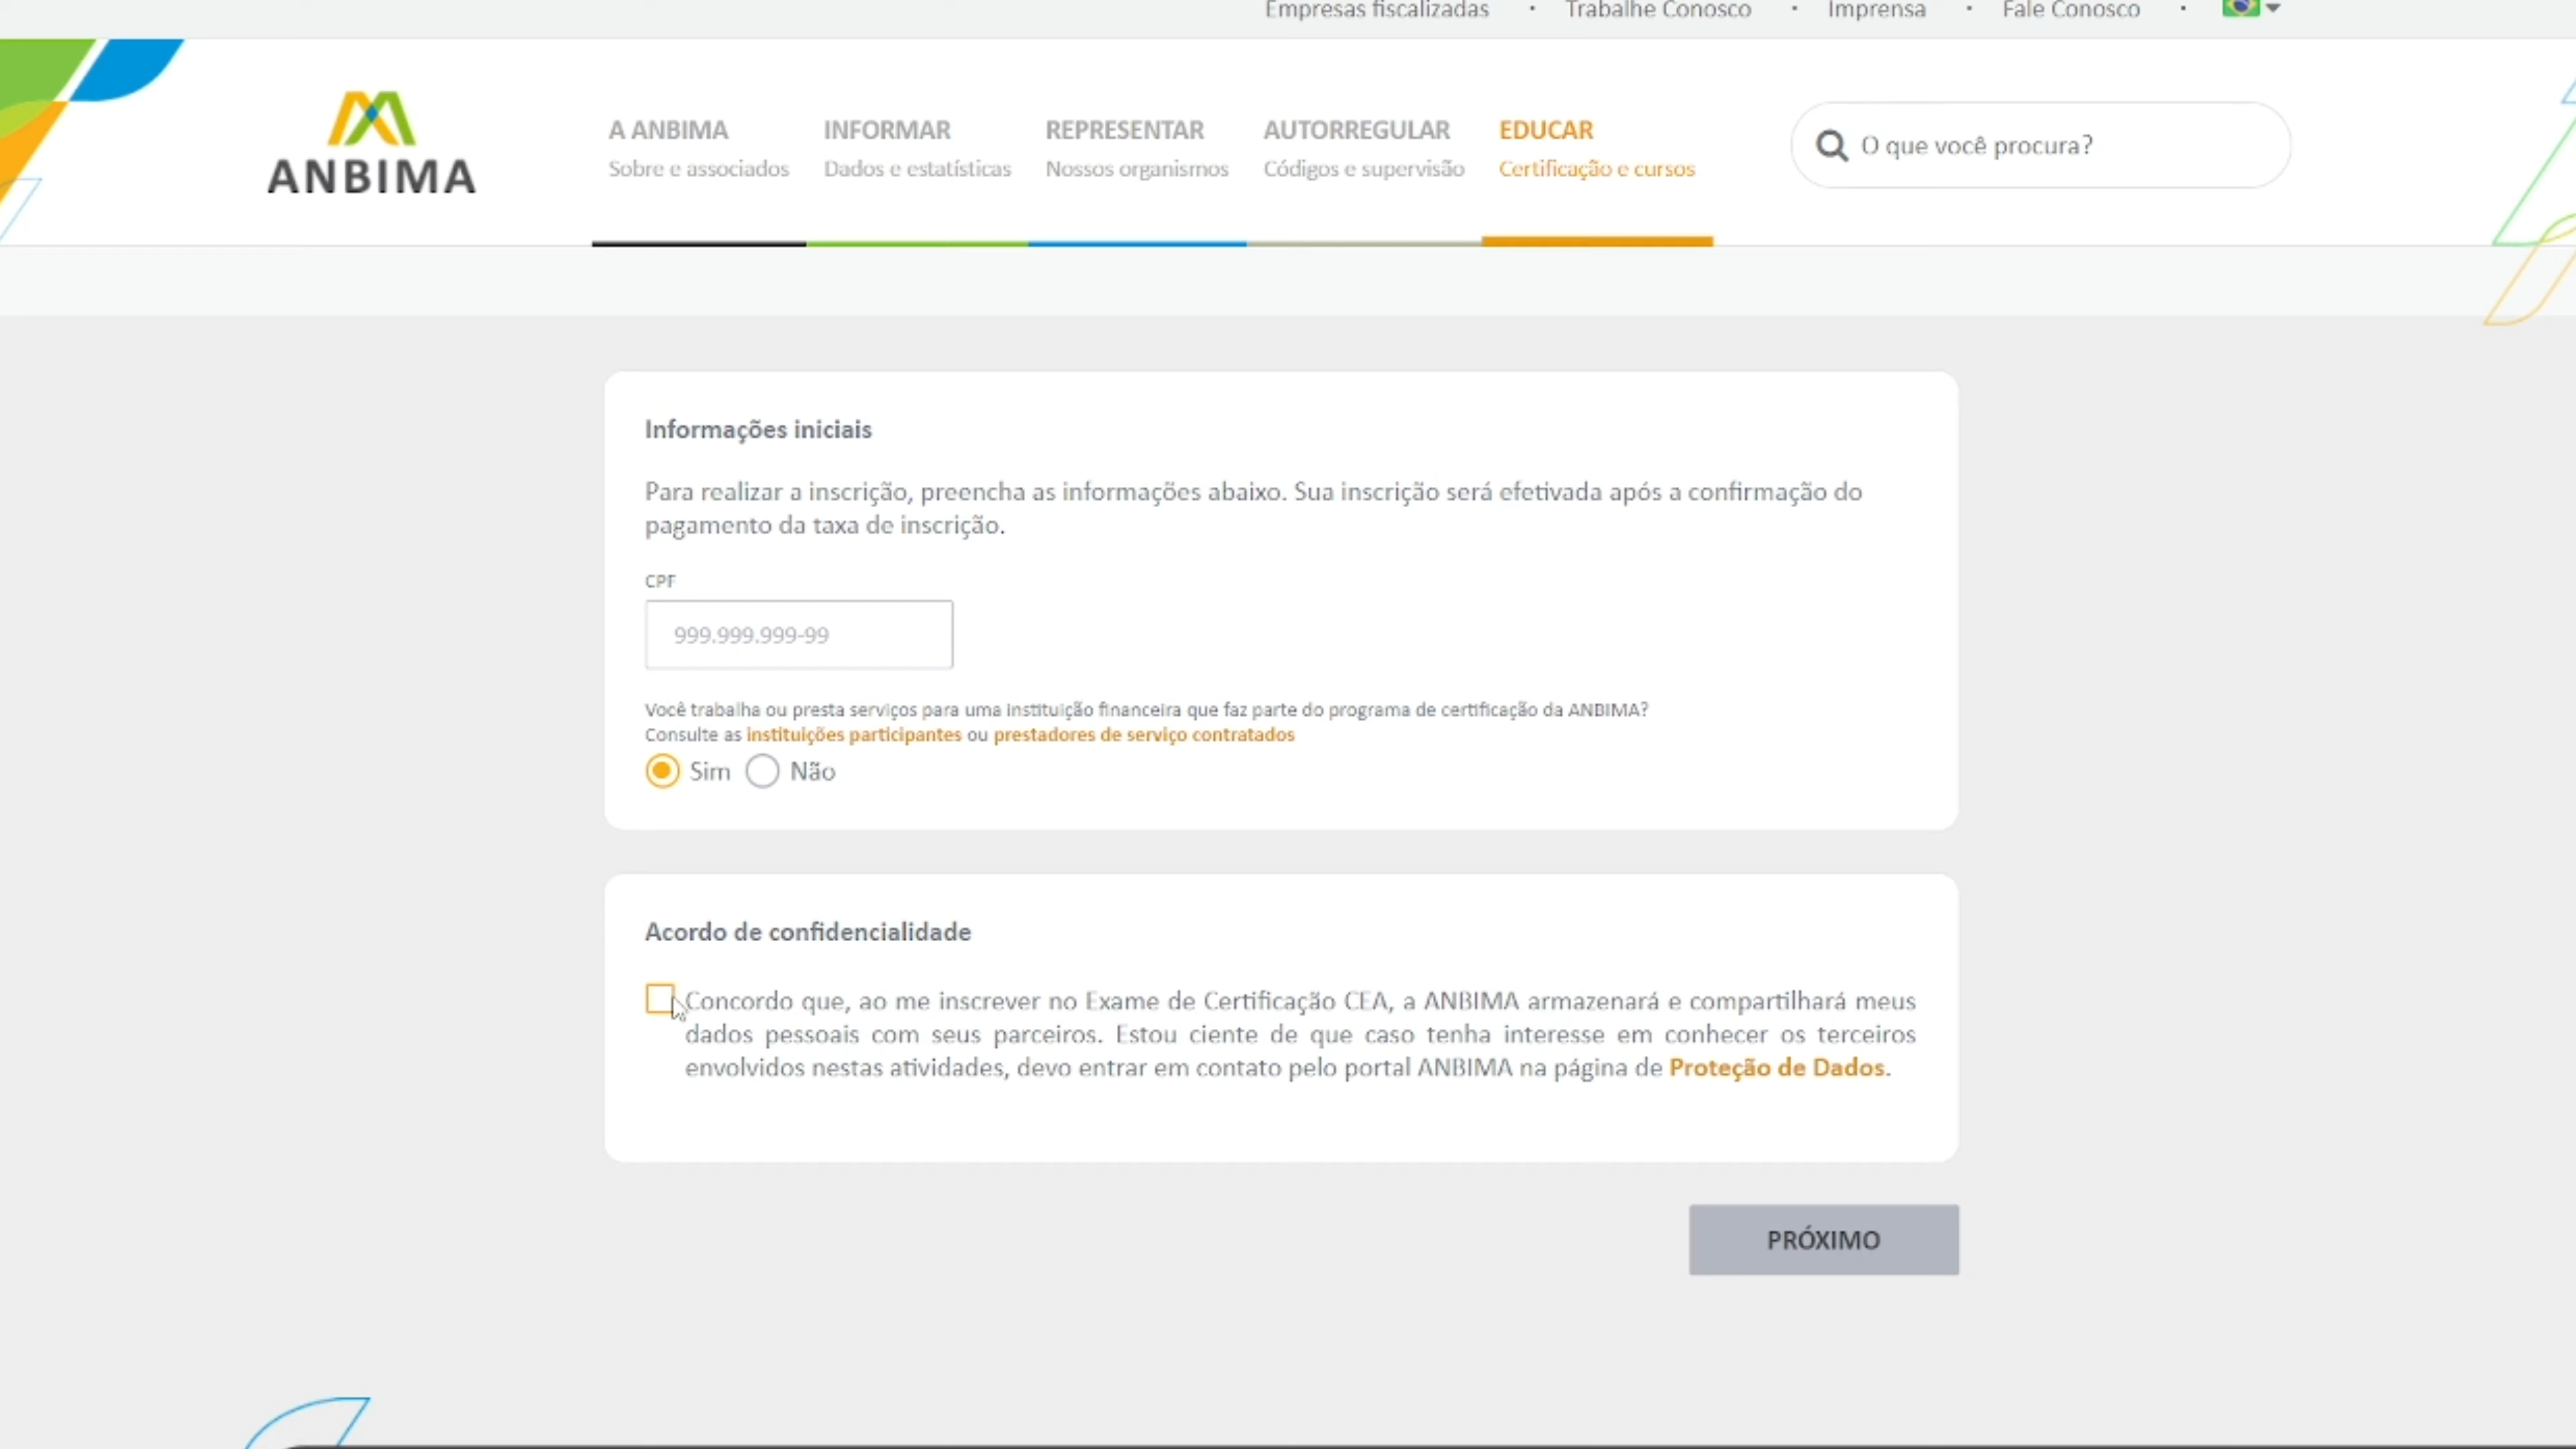 Empresas fiscalizadas · Trabalhe Conosco · Imprensa · Fale Conosco ·
ANBIMA
A ANBIMA
Sobre e associados
INFORMAR
Dados e estatísticas
REPRESENTAR
Nossos organismos
AUTORREGULAR
Códigos e supervisão
EDUCAR
Certificação e cursos
O que você procura?
Informações iniciais
Para realizar a inscrição, preencha as informações abaixo. Sua inscrição será efetivada após a confirmação do
pagamento da taxa de inscrição.
CPF
999.999.999-99
Você trabalha ou presta serviços para uma instituição financeira que faz parte do programa de certificação da ANBIMA?
Consulte as instituições participantes ou prestadores de serviço contratados
Sim Não
Acordo de confidencialidade
Concordo que, ao me inscrever no Exame de Certificação CEA, a ANBIMA armazenará e compartilhará meus
dados pessoais com seus parceiros. Estou ciente de que caso tenha interesse em conhecer os terceiros
envolvidos nestas atividades, devo entrar em contato pelo portal ANBIMA na página de Proteção de Dados.
PRÓXIMO